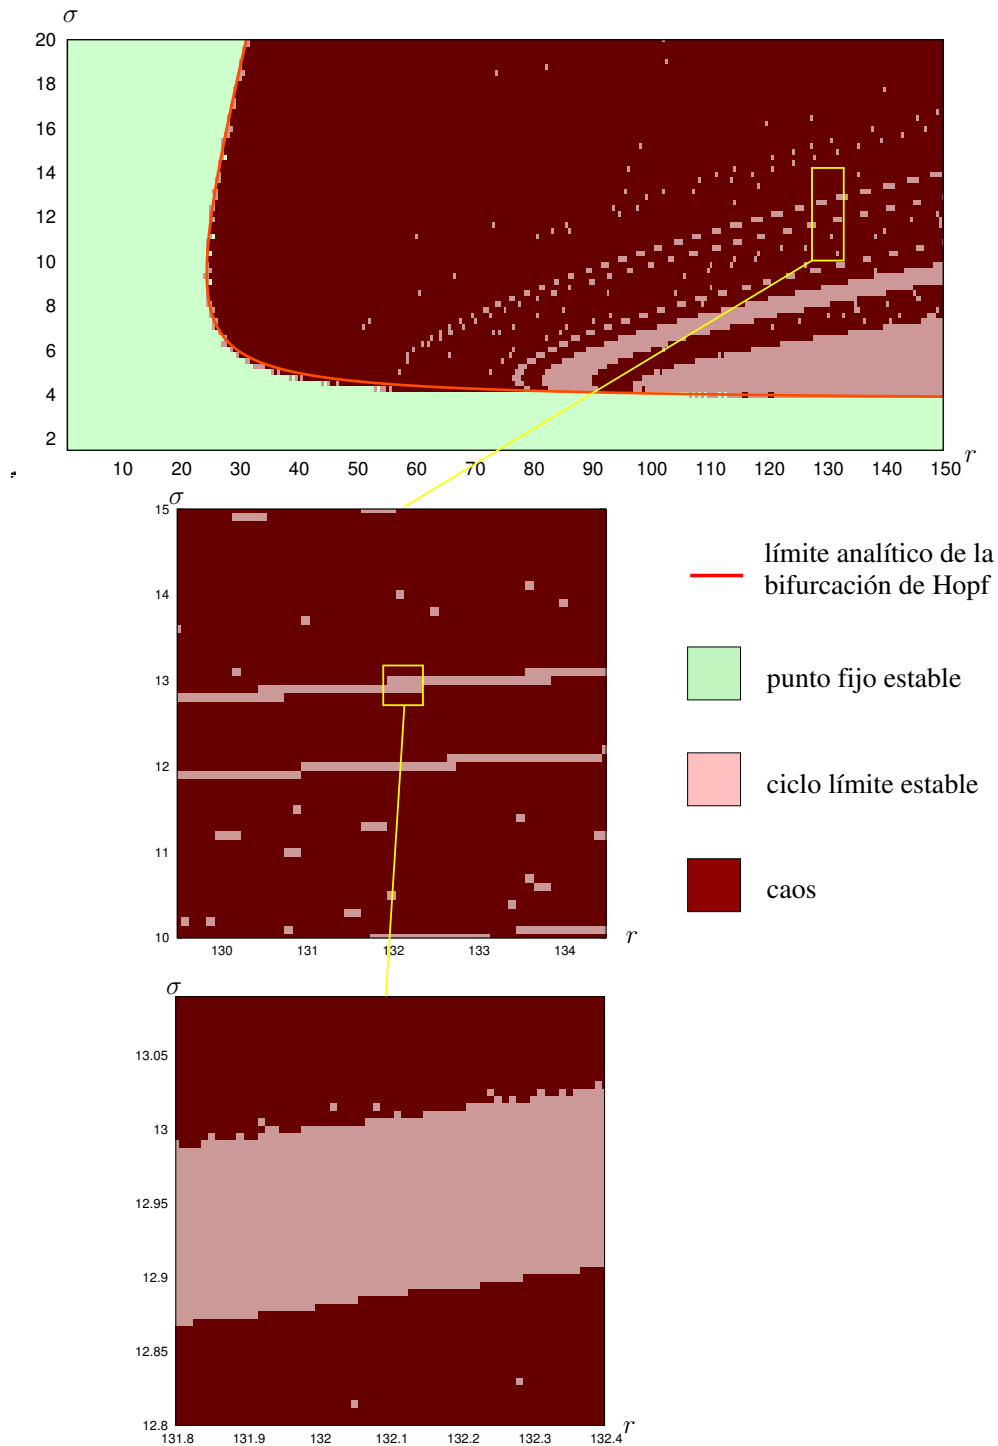 σ
20
18
16
14
12
10
8
6
4
2
10 20 30 40 50 60 70 80 90 100 110 120 130 140 150 r
σ
15
14
13
12
11
10
130 131 132 133 134 r
límite analítico de la
bifurcación de Hopf
punto fijo estable
ciclo límite estable
caos
σ
13.05
13
12.95
12.9
12.85
12.8
131.8 131.9 132 132.1 132.2 132.3 132.4 r